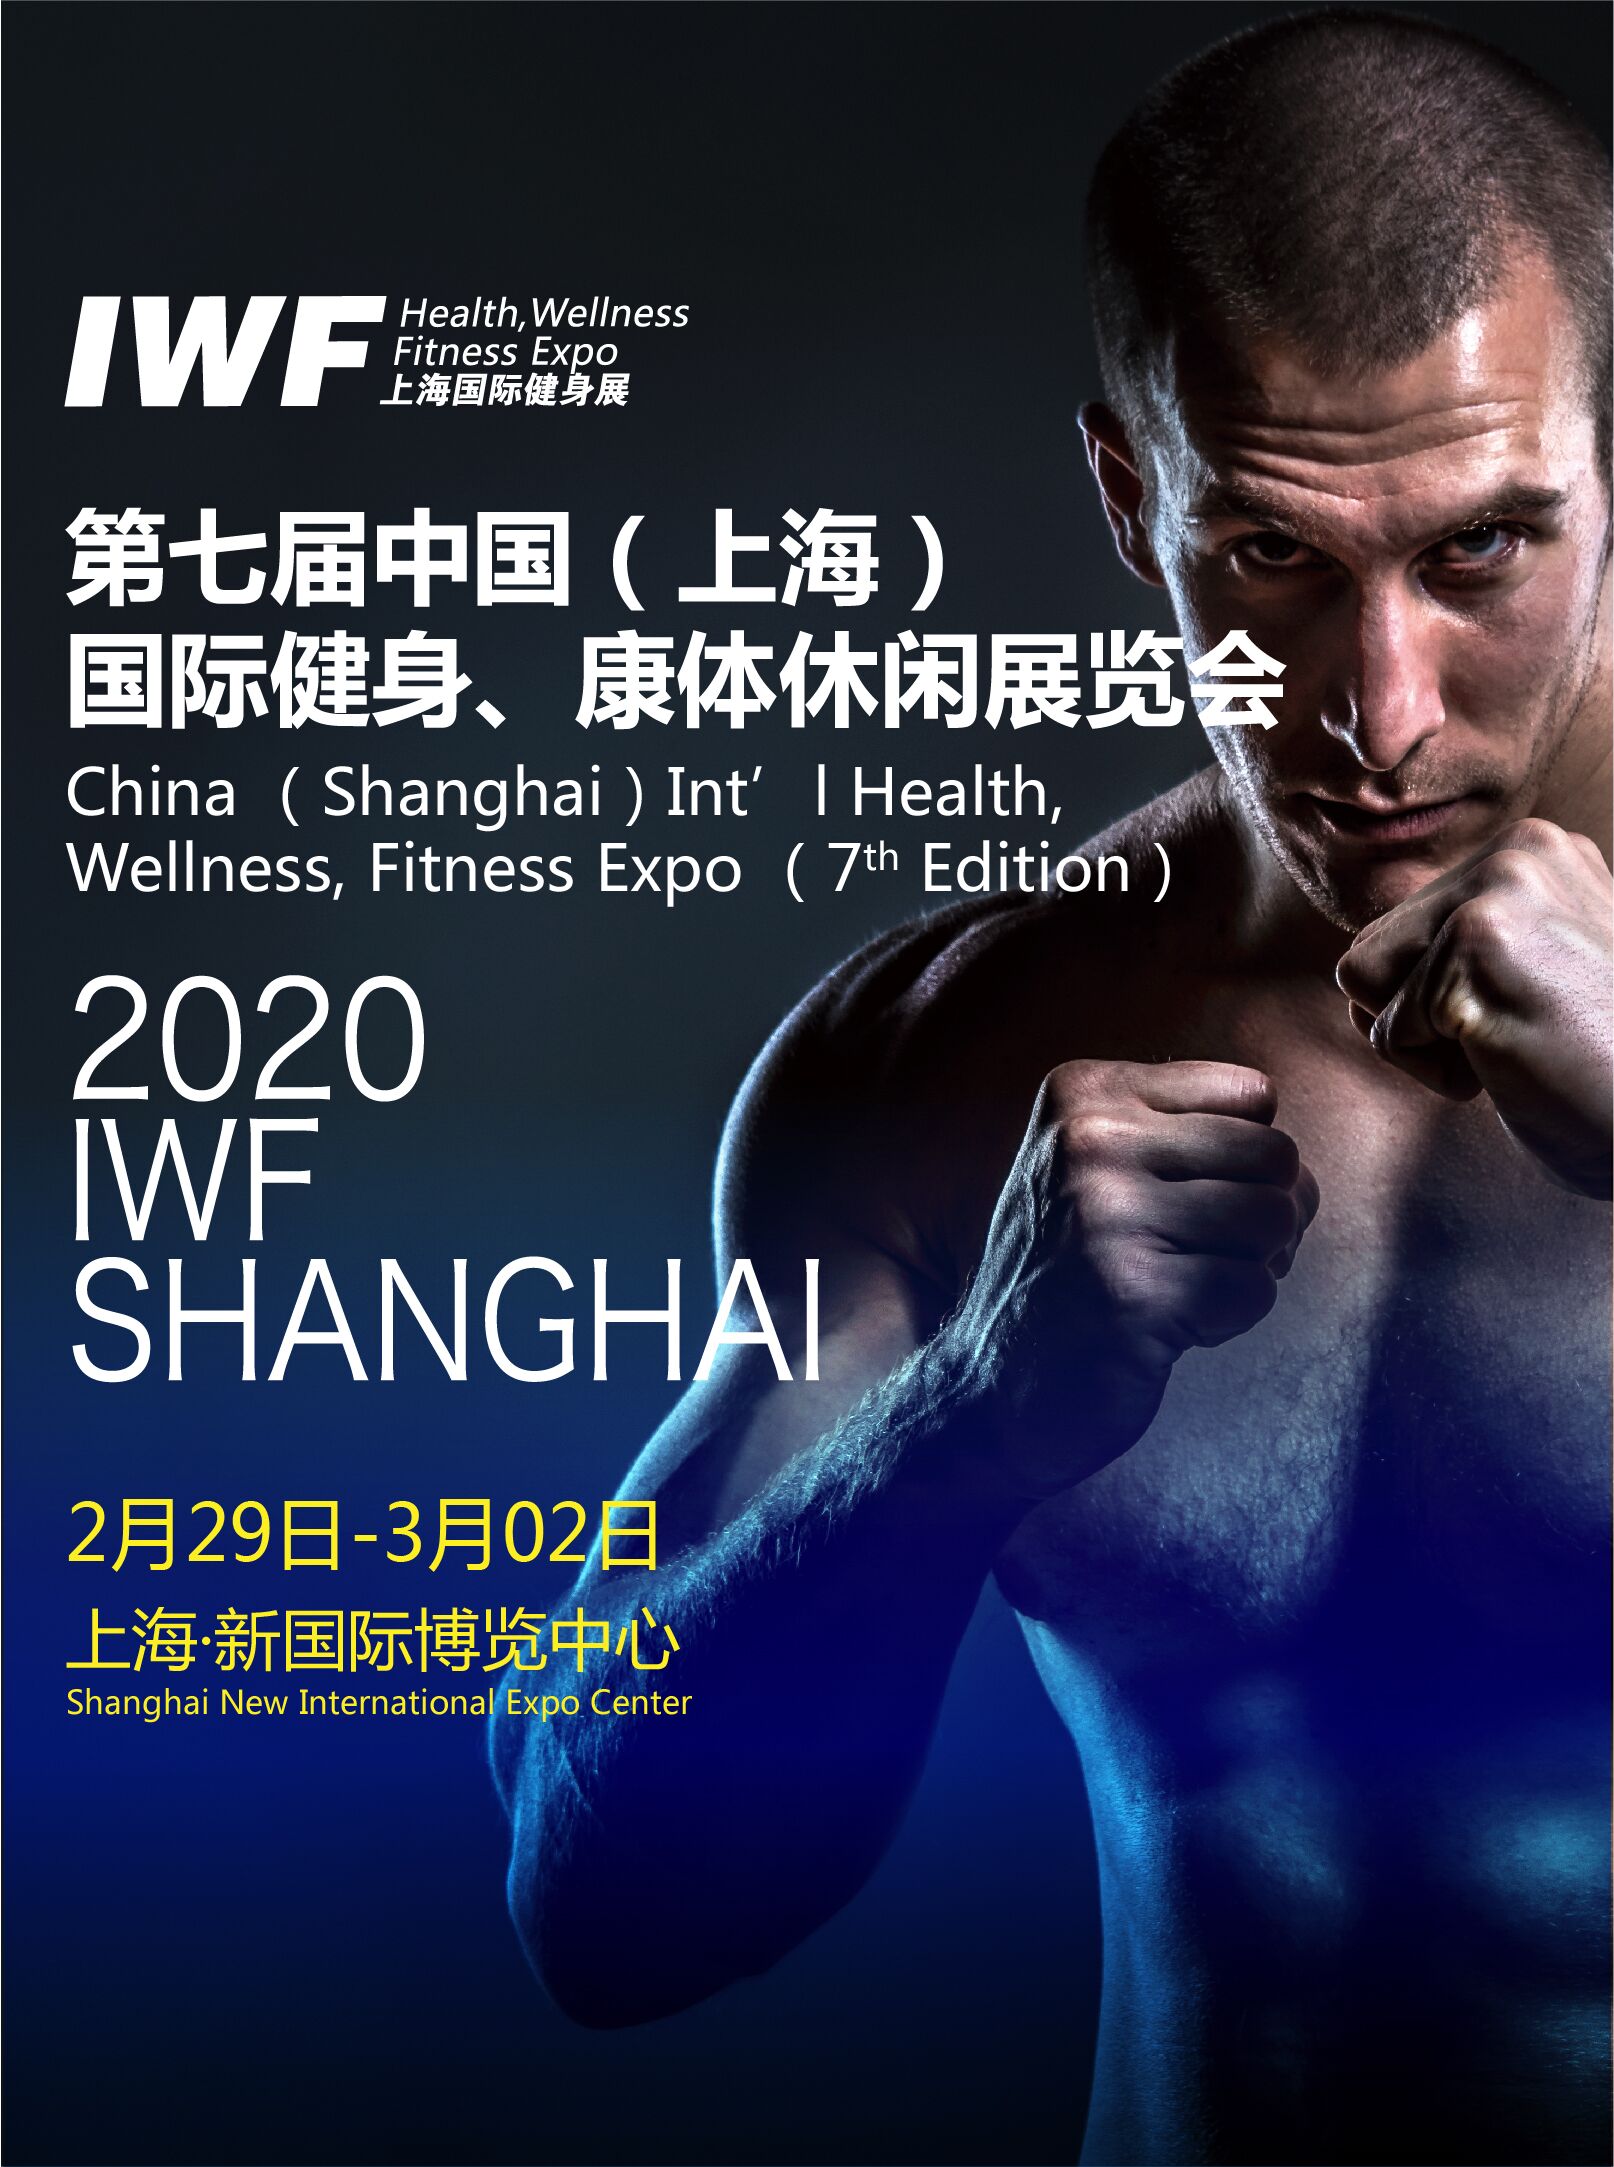 IWF
Health,Wellness
Fitness Expo
上海国际健身展
第七届中国（上海）
国际健身、康体休闲展览会
China （Shanghai）Int’l Health,
Wellness, Fitness Expo （7th Edition）
2020
IWF
SHANGHAI
2月29日-3月02日
上海·新国际博览中心
Shanghai New International Expo Center